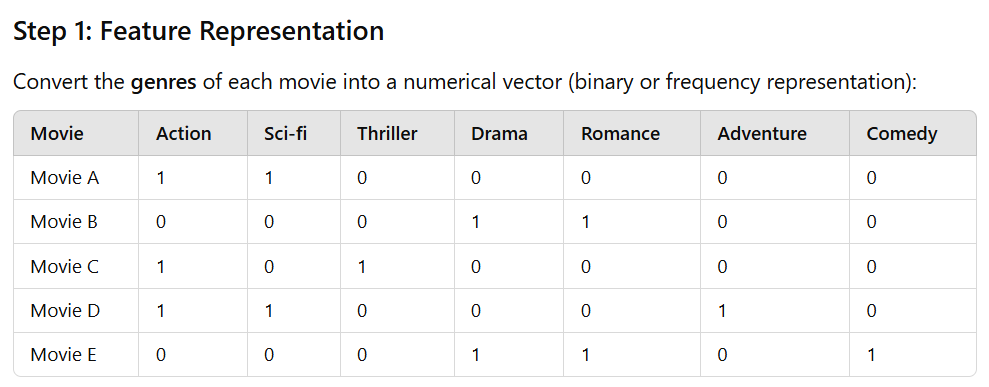 Step 1: Feature Representation
Convert the genres of each movie into a numerical vector (binary or frequency representation):
Movie Action Sci-fi Thriller Drama Romance Adventure Comedy
Movie A 1 1 0 0 0 0 0
Movie B 0 0 0 1 1 0 0
Movie C 1 0 1 0 0 0 0
Movie D 1 1 0 0 0 1 0
Movie E 0 0 0 1 1 0 1